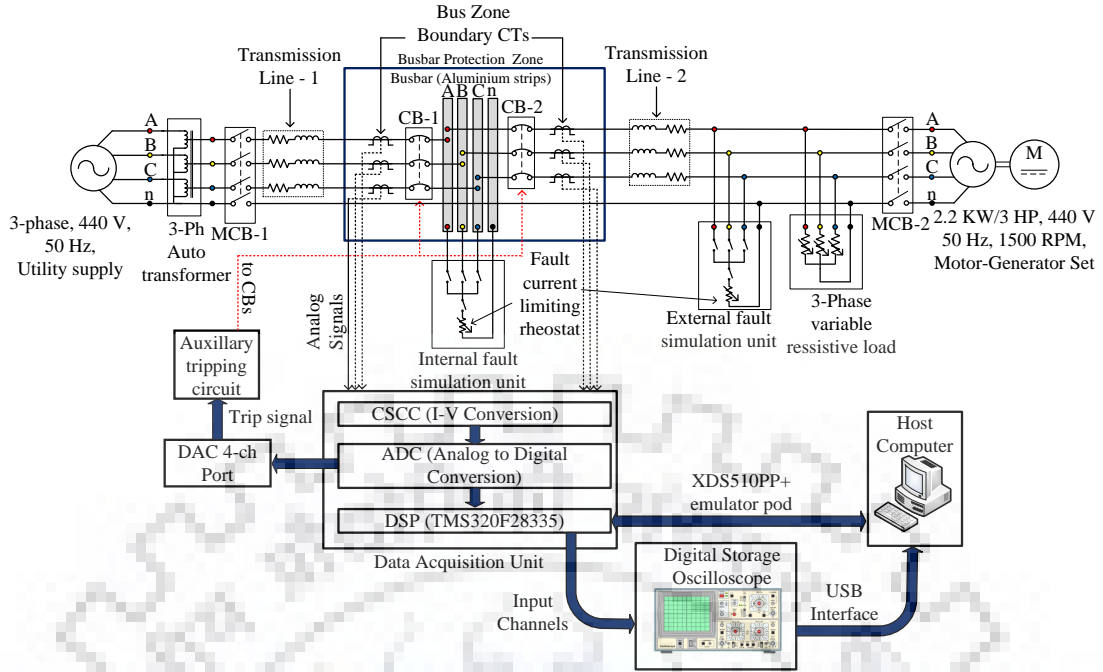 Bus Zone
Boundary CTs
Transmission
Line - 1
Busbar Protection Zone
Busbar (Aluminium strips)
A B C n
CB-1
CB-2
Transmission
Line - 2
A
B
C
n
3-phase, 440 V,
50 Hz,
Utility supply
3-Ph
Auto
transformer
MCB-1
A
B
C
n
M
MCB-2
2.2 KW/3 HP, 440 V
50 Hz, 1500 RPM,
Motor-Generator Set
to CBs
Analog
Signals
Fault
current
limiting
rheostat
Internal fault
simulation unit
External fault
simulation unit
3-Phase
variable
ressistive load
Auxillary
tripping
circuit
Trip signal
DAC 4-ch
Port
CSCC (I-V Conversion)
ADC (Analog to Digital
Conversion)
DSP (TMS320F28335)
Data Acquisition Unit
XDS510PP+
emulator pod
Host
Computer
Digital Storage
Oscilloscope
Input
Channels
USB
Interface